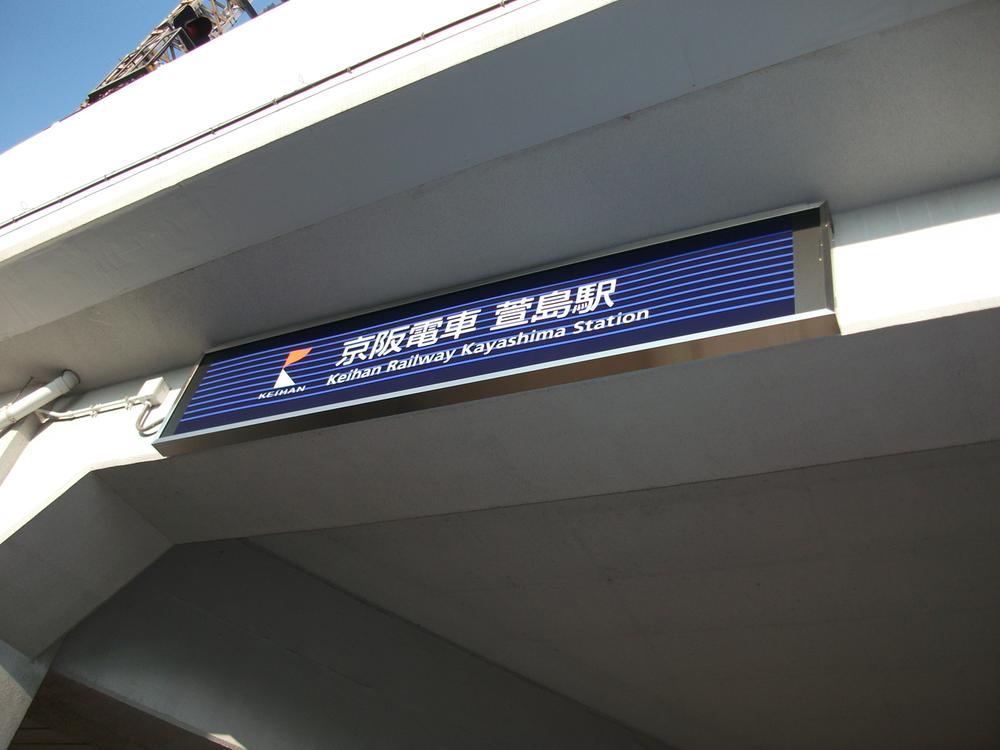 京阪電車 萱島駅
Keihan Railway Kayashima Station
KEIHAN